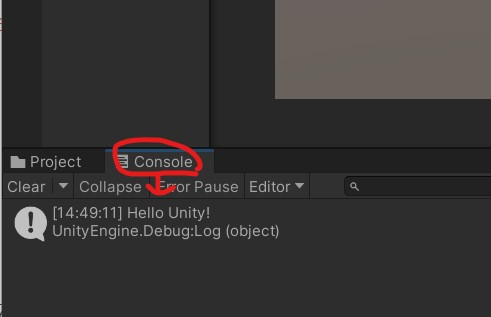 Project Console
Clear Collapse Error Pause Editor
[14:49:11] Hello Unity!
UnityEngine.Debug:Log (object)